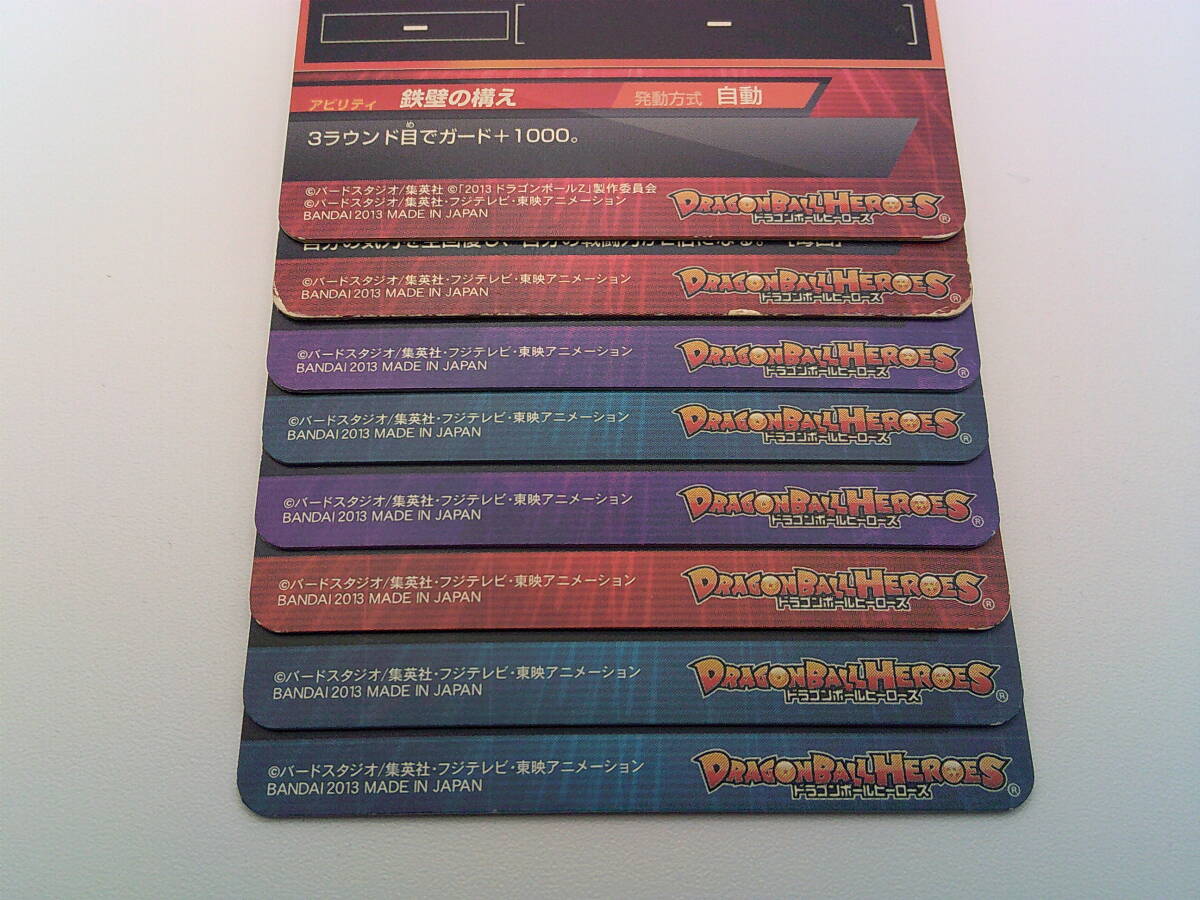 アビリティ 鉄壁の構え 発動方式 自動
め
3ラウンド目でガード+1000。
©バードスタジオ/集英社 ©「2013 ドラゴンボールZ」製作委員会
©バードスタジオ/集英社・フジテレビ・東映アニメーション
BANDAI 2013 MADE IN JAPAN
DRAGONBALL HEROES
ドラゴンボールヒーローズ ®
©バードスタジオ/集英社・フジテレビ・東映アニメーション
BANDAI 2013 MADE IN JAPAN
DRAGONBALL HEROES
ドラゴンボールヒーローズ ®
©バードスタジオ/集英社・フジテレビ・東映アニメーション
BANDAI 2013 MADE IN JAPAN
DRAGONBALL HEROES
ドラゴンボールヒーローズ ®
©バードスタジオ/集英社・フジテレビ・東映アニメーション
BANDAI 2013 MADE IN JAPAN
DRAGONBALL HEROES
ドラゴンボールヒーローズ ®
©バードスタジオ/集英社・フジテレビ・東映アニメーション
BANDAI 2013 MADE IN JAPAN
DRAGONBALL HEROES
ドラゴンボールヒーローズ ®
©バードスタジオ/集英社・フジテレビ・東映アニメーション
BANDAI 2013 MADE IN JAPAN
DRAGONBALL HEROES
ドラゴンボールヒーローズ ®
©バードスタジオ/集英社・フジテレビ・東映アニメーション
BANDAI 2013 MADE IN JAPAN
DRAGONBALL HEROES
ドラゴンボールヒーローズ ®
©バードスタジオ/集英社・フジテレビ・東映アニメーション
BANDAI 2013 MADE IN JAPAN
DRAGONBALL HEROES
ドラゴンボールヒーローズ ®